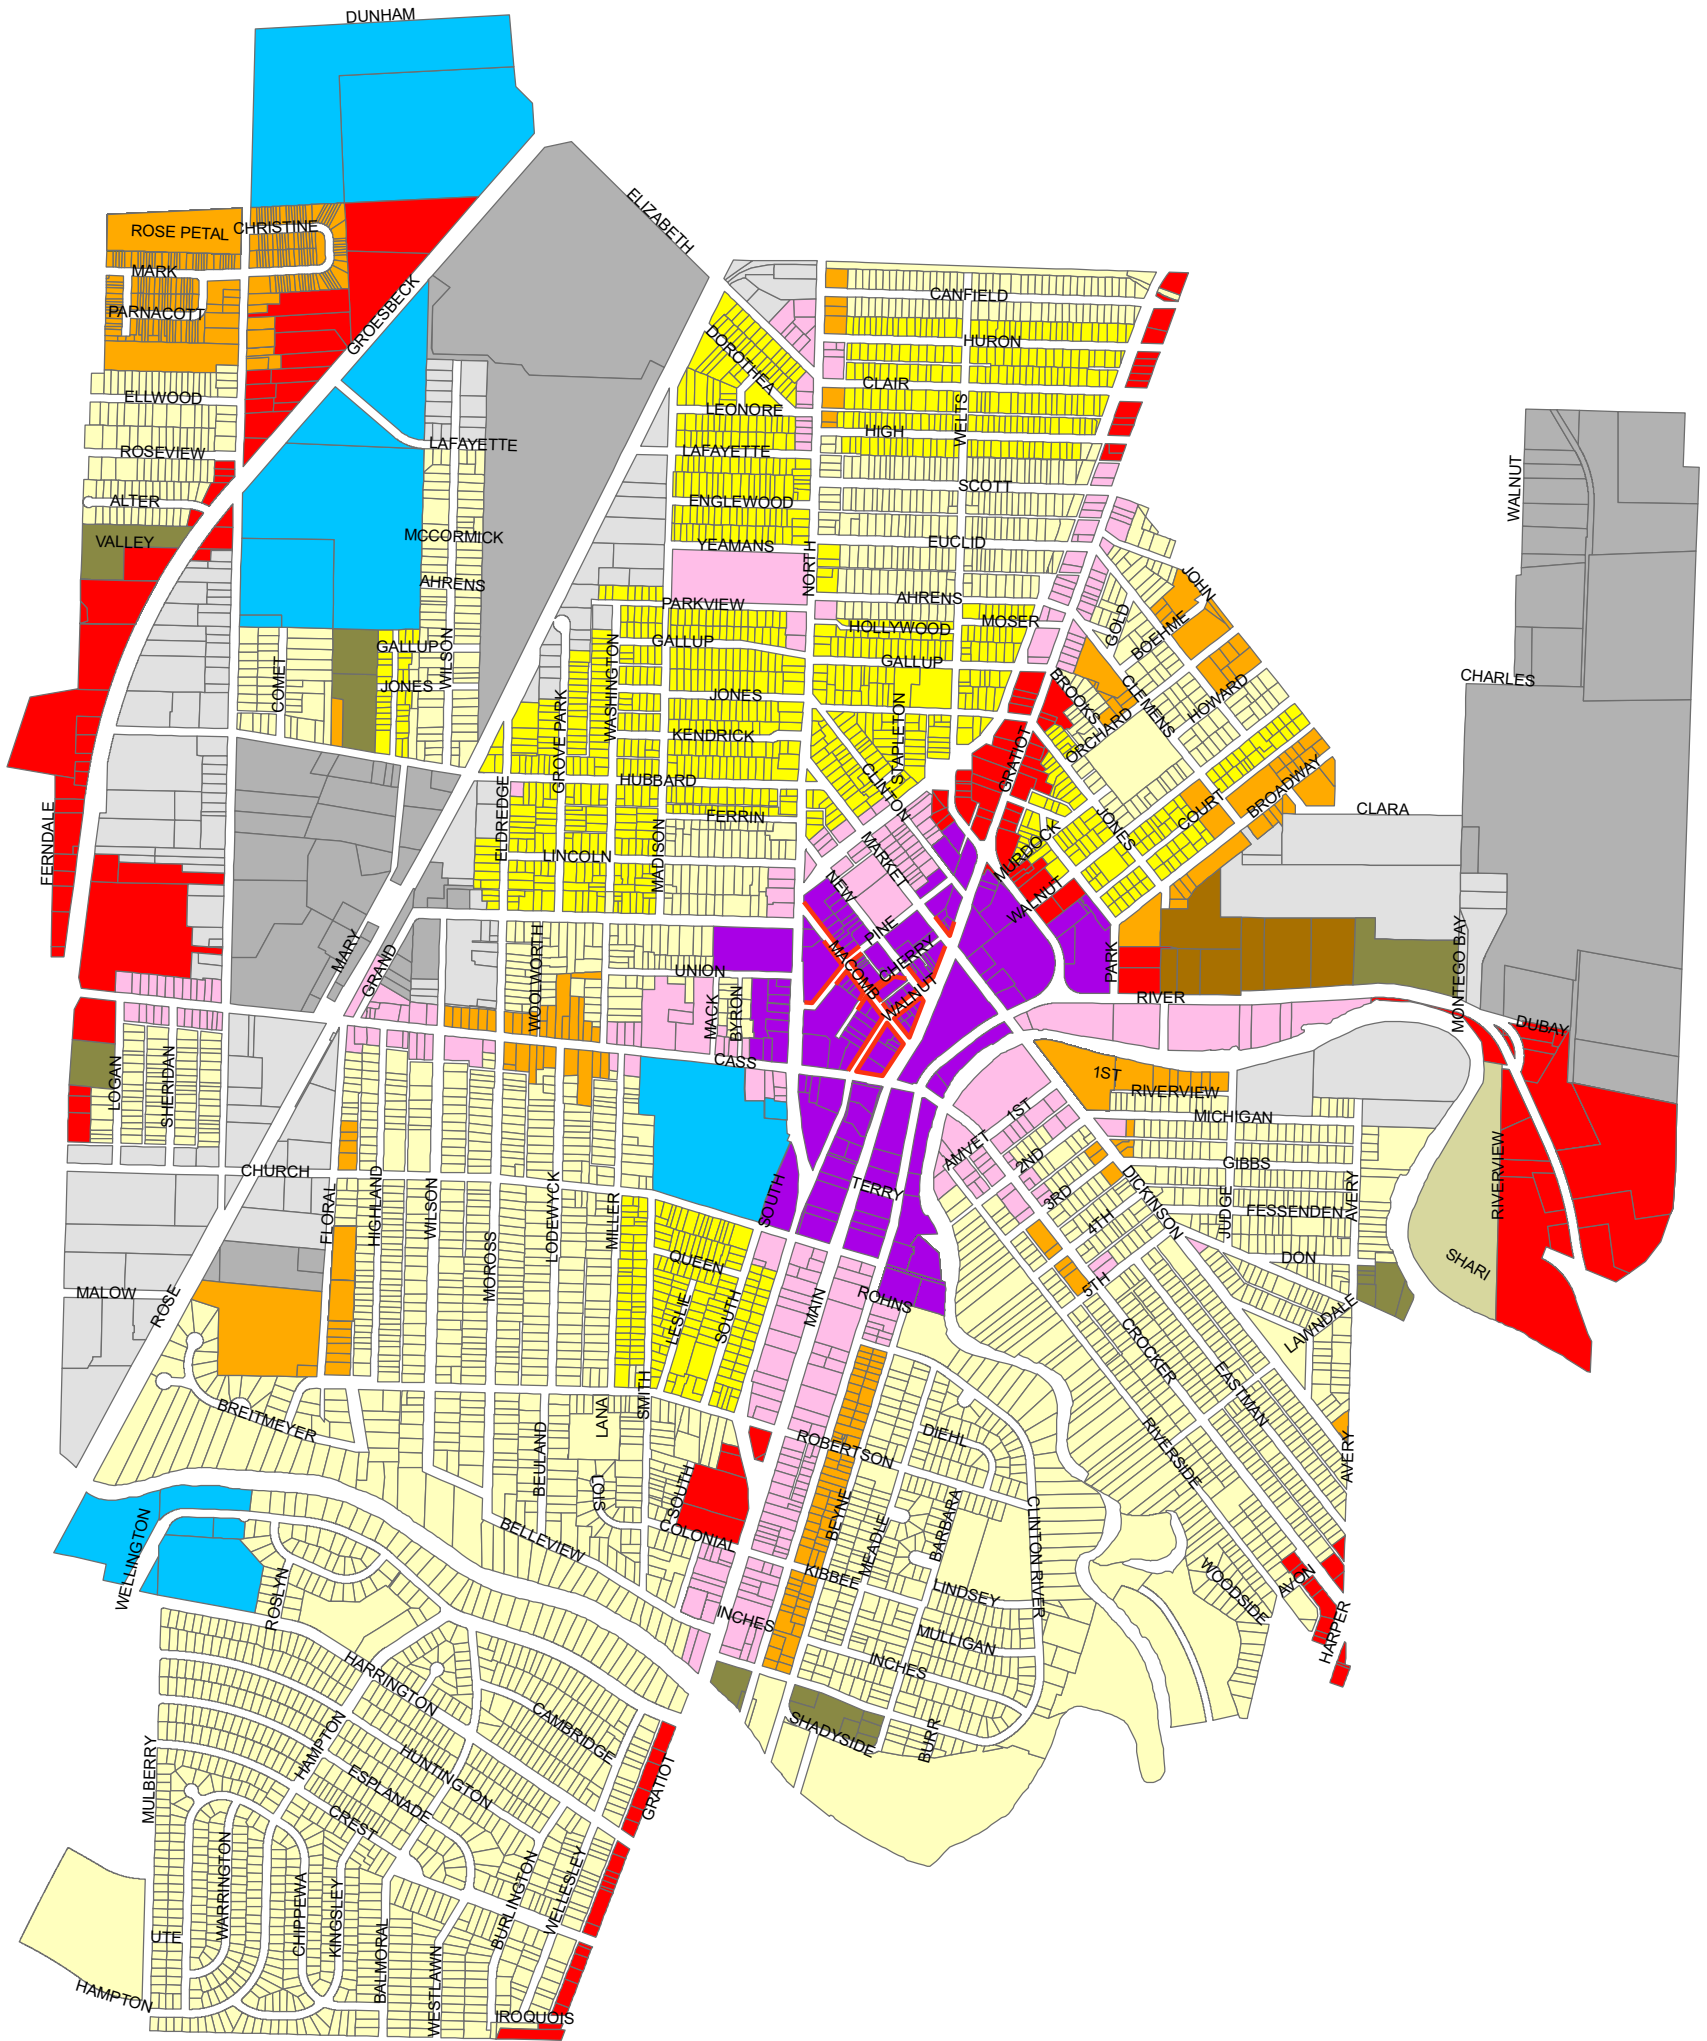 DUNHAM
ELIZABETH
CHRISTINE
ROSE PETAL
MARK
PARNACOTT
GROESBECK
CANFIELD
HURON
DOROTHEA
CLAIR
ELLWOOD
LEONORE
WELTS
HIGH
ROSEVIEW
LAFAYETTE
LAFAYETTE
SCOTT
WALNUT
ALTER
ENGLEWOOD
VALLEY
MCCORMICK
YEAMANS
EUCLID
NORTH
AHRENS
AHRENS
JOHN
PARKVIEW
MOSER
GOLD
HOLLYWOOD
BOEHME
GALLUP
WILSON
WASHINGTON
GALLUP
GALLUP
COMET
JONES
JONES
CHARLES
BROOKS
CLEMENS
HOWARD
GROVE PARK
STAPLETON
KENDRICK
ORCHARD
GRATIOT
HUBBARD
CLINTON
BROADWAY
ELDREDGE
FERRIN
COURT
CLARA
JONES
FERNDALE
LINCOLN
MADISON
MARKET
MURDOCK
NEW
WALNUT
PINE
MARY
GRAND
WOOLWORTH
UNION
MACOMB
CHERRY
WALNUT
PARK
MONTEGO BAY
RIVER
MACK
BYRON
DUBAY
CASS
LOGAN
SHERIDAN
1ST
RIVERVIEW
1ST
MICHIGAN
AMVET
2ND
GIBBS
CHURCH
RIVERVIEW
TERRY
3RD
DICKINSON
JUDGE
AVERY
FLORAL
HIGHLAND
WILSON
LODEWYCK
MILLER
SOUTH
4TH
FESSENDEN
MOROSS
QUEEN
DON
SHARI
5TH
MALOW
ROSE
LESLIE
SOUTH
MAIN
ROHNS
LAWNDALE
CROCKER
EASTMAN
BREITMEYER
LANA
SMITH
BEULAND
ROBERTSON
DIEHL
RIVERSIDE
AVERY
LOIS
SOUTH
WELLINGTON
BELLEVIEW
COLONIAL
BEYNE
MEADLE
BARBARA
CLINTON RIVER
KIBBEE
LINDSEY
WOODSIDE
AVON
ROSLYN
INCHES
MULLIGAN
HARPER
HARRINGTON
INCHES
CAMBRIDGE
SHADYSIDE
BURR
MULBERRY
HAMPTON
HUNTINGTON
ESPLANADE
GRATIOT
CREST
WARRINGTON
CHIPPEWA
KINGSLEY
BALMORAL
WESTLAWN
BURLINGTON
WELLESLEY
UTE
HAMPTON
IROQUOIS